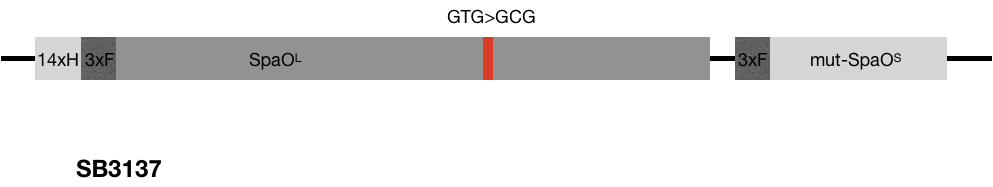 GTG>GCG
14xH 3xF SpaOᴸ 3xF mut-SpaOˢ
SB3137